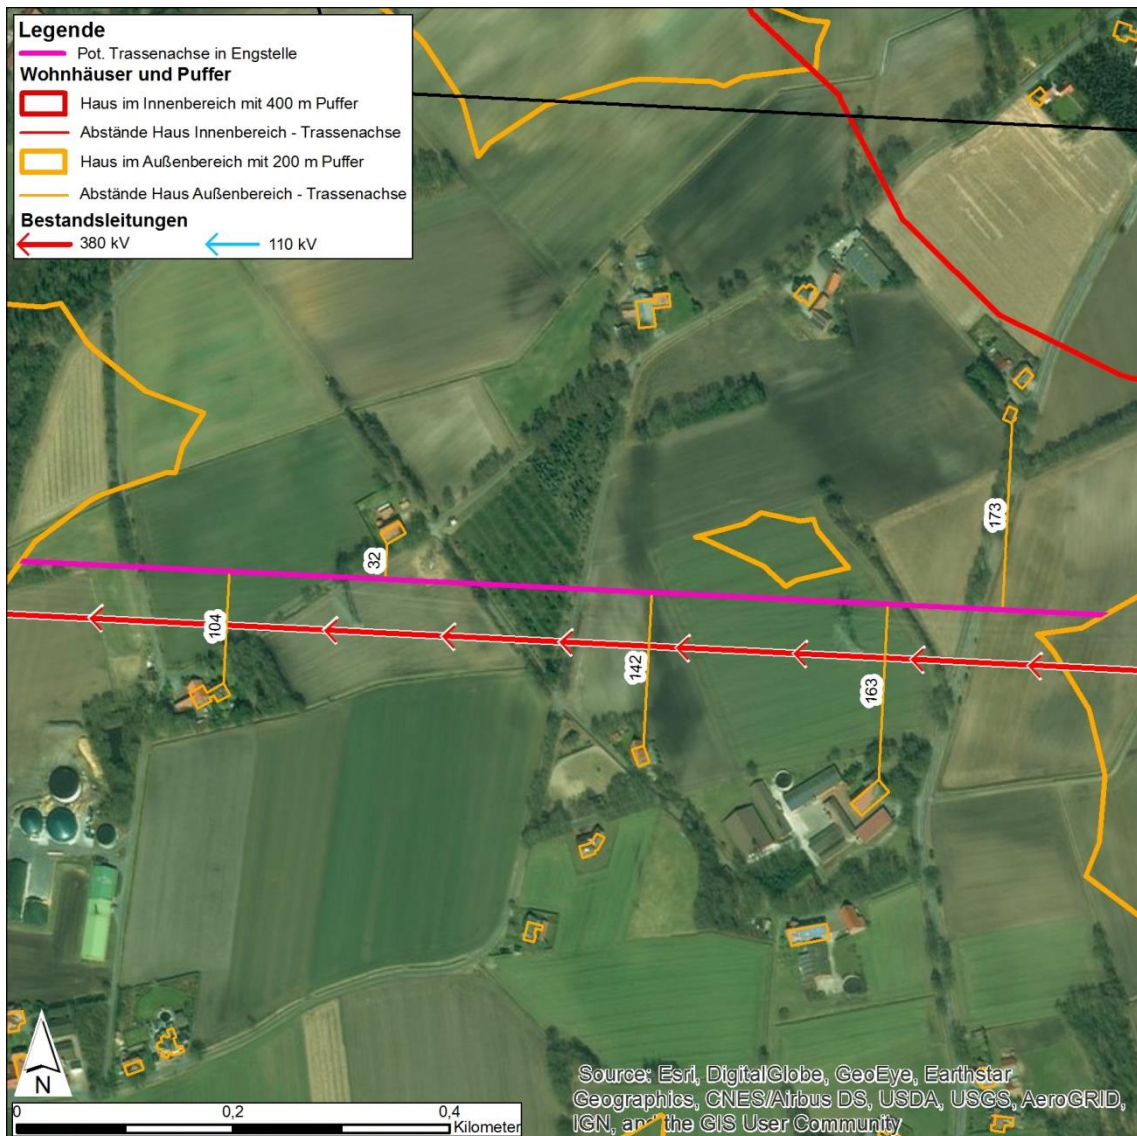 Legende
Pot. Trassenachse in Engstelle
Wohnhäuser und Puffer
Haus im Innenbereich mit 400 m Puffer
Abstände Haus Innenbereich - Trassenachse
Haus im Außenbereich mit 200 m Puffer
Abstände Haus Außenbereich - Trassenachse
Bestandsleitungen
380 kV 110 kV
173
32
104
142
163
N
0 0,2 0,4
Kilometer
Source: Esri, DigitalGlobe, GeoEye, Earthstar
Geographics, CNES/Airbus DS, USDA, USGS, AeroGRID,
IGN, and the GIS User Community